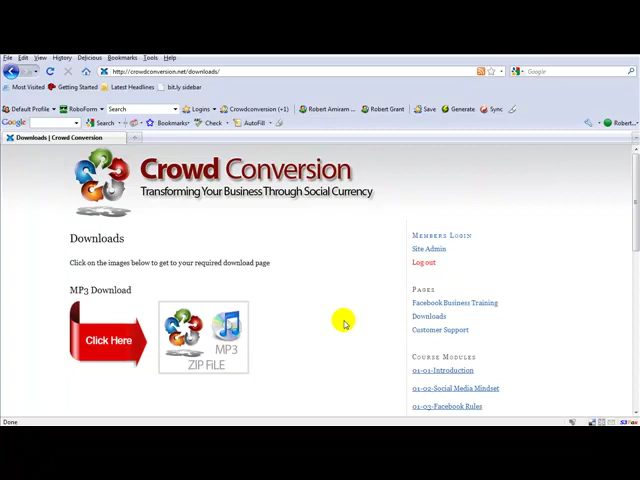 File Edit View History Delicious Bookmarks Tools Help
http://crowdconversion.net/downloads/
Google
Most Visited Getting Started Latest Headlines bit.ly sidebar
Default Profile RoboForm Search Logins Crowdconversion (+1) Robert Amiram ... Robert Grant Save Generate Sync
Google Search Bookmarks Check AutoFill Robert...
Downloads | Crowd Conversion
Crowd Conversion
Transforming Your Business Through Social Currency
Downloads
Click on the images below to get to your required download page
MP3 Download
Click Here
MP3
ZIP FiLE
Members Login
Site Admin
Log out
Pages
Facebook Business Training
Downloads
Customer Support
Course Modules
01-01-Introduction
01-02-Social Media Mindset
01-03-Facebook Rules
Done